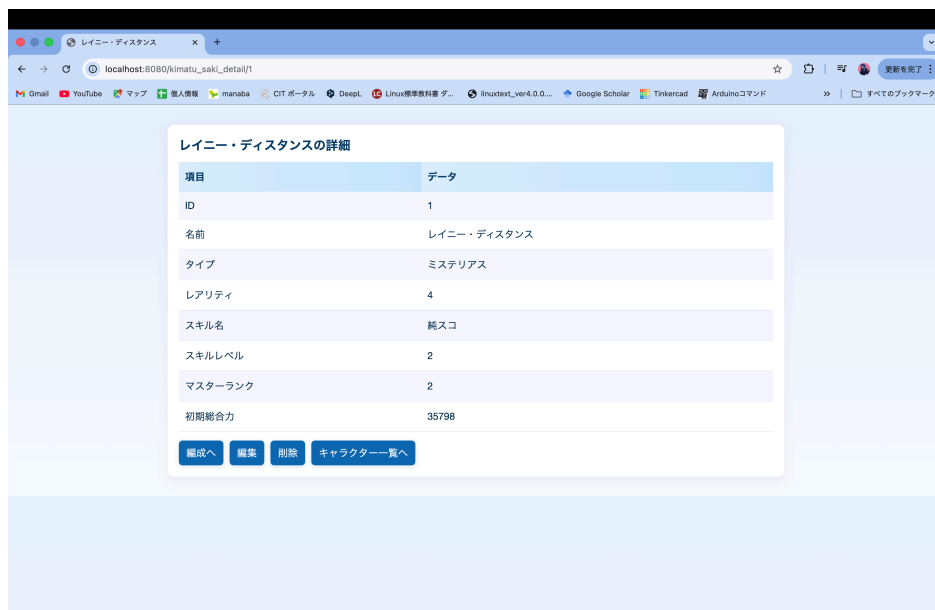 レイニー・ディスタンス
localhost:8080/kimatu_saki_detail/1
更新を完了
Gmail YouTube マップ 個人情報 manaba CIT ポータル DeepL Linux標準教科書 ダ... linuxtext_ver4.0.0.... Google Scholar Tinkercad Arduinoコマンド すべてのブックマーク
レイニー・ディスタンスの詳細
項目 データ
ID 1
名前 レイニー・ディスタンス
タイプ ミステリアス
レアリティ 4
スキル名 純スコ
スキルレベル 2
マスターランク 2
初期総合力 35798
編成へ 編集 削除 キャラクター一覧へ